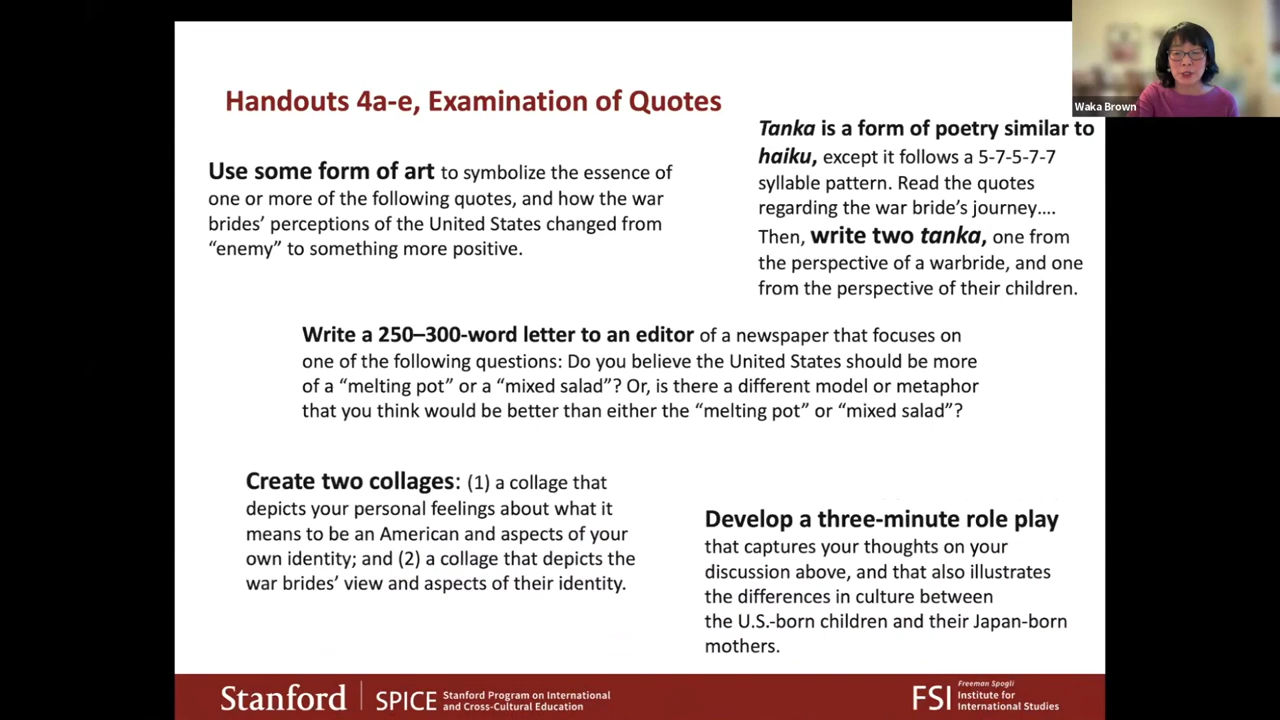 Handouts 4a-e, Examination of Quotes
Use some form of art to symbolize the essence of
one or more of the following quotes, and how the war
brides’ perceptions of the United States changed from
“enemy” to something more positive.
Tanka is a form of poetry similar to
haiku, except it follows a 5-7-5-7-7
syllable pattern. Read the quotes
regarding the war bride’s journey….
Then, write two tanka, one from
the perspective of a warbride, and one
from the perspective of their children.
Write a 250–300-word letter to an editor of a newspaper that focuses on
one of the following questions: Do you believe the United States should be more
of a “melting pot” or a “mixed salad”? Or, is there a different model or metaphor
that you think would be better than either the “melting pot” or “mixed salad”?
Create two collages: (1) a collage that
depicts your personal feelings about what it
means to be an American and aspects of your
own identity; and (2) a collage that depicts the
war brides’ view and aspects of their identity.
Develop a three-minute role play
that captures your thoughts on your
discussion above, and that also illustrates
the differences in culture between
the U.S.-born children and their Japan-born
mothers.
Waka Brown
Stanford
SPICE
Stanford Program on International
and Cross-Cultural Education
FSI
Freeman Spogli
Institute for
International Studies